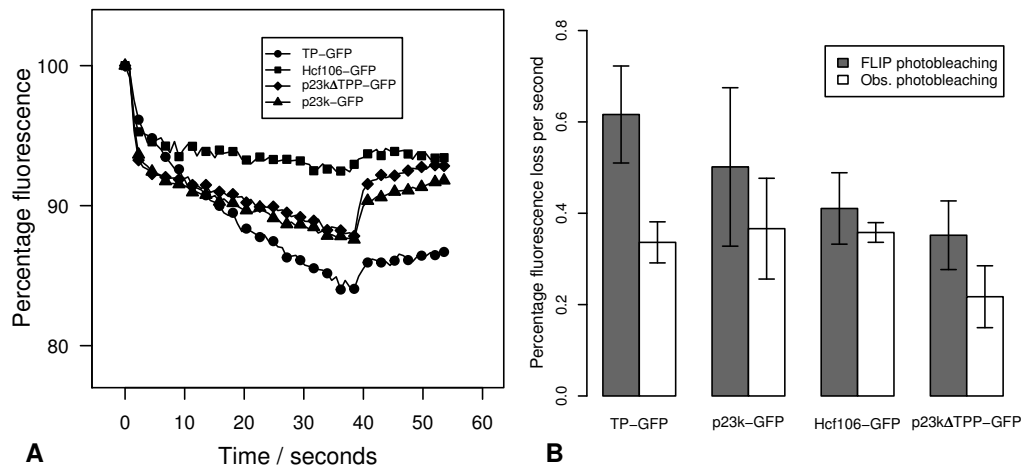 Percentage fluorescence
100
90
80
TP−GFP
Hcf106−GFP
p23kΔTPP−GFP
p23k−GFP
0 10 20 30 40 50 60
Time / seconds
A
Percentage fluorescence loss per second
0.8
0.6
0.4
0.2
0.0
FLIP photobleaching
Obs. photobleaching
TP−GFP p23k−GFP Hcf106−GFP p23kΔTPP−GFP
B